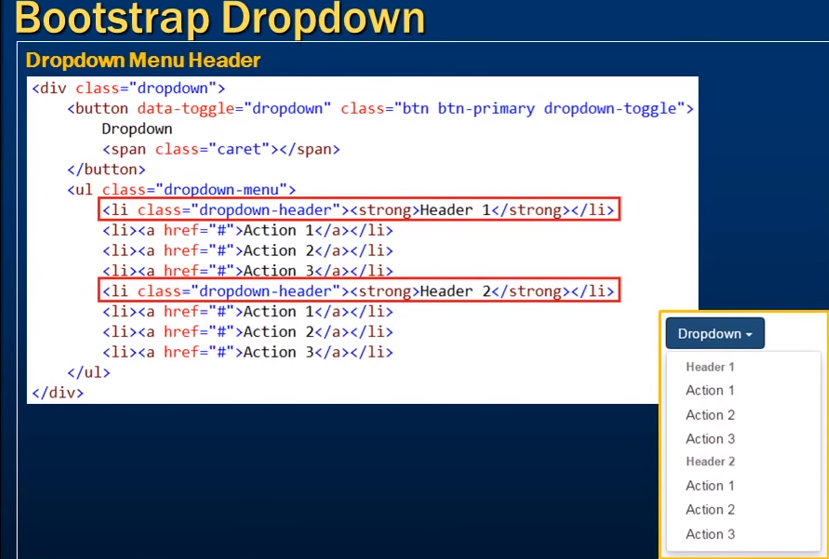 Bootstrap Dropdown
Dropdown Menu Header
<div class="dropdown">
    <button data-toggle="dropdown" class="btn btn-primary dropdown-toggle">
        Dropdown
        <span class="caret"></span>
    </button>
    <ul class="dropdown-menu">
        <li class="dropdown-header"><strong>Header 1</strong></li>
        <li><a href="#">Action 1</a></li>
        <li><a href="#">Action 2</a></li>
        <li><a href="#">Action 3</a></li>
        <li class="dropdown-header"><strong>Header 2</strong></li>
        <li><a href="#">Action 1</a></li>
        <li><a href="#">Action 2</a></li>
        <li><a href="#">Action 3</a></li>
    </ul>
</div>
Dropdown
Header 1
Action 1
Action 2
Action 3
Header 2
Action 1
Action 2
Action 3